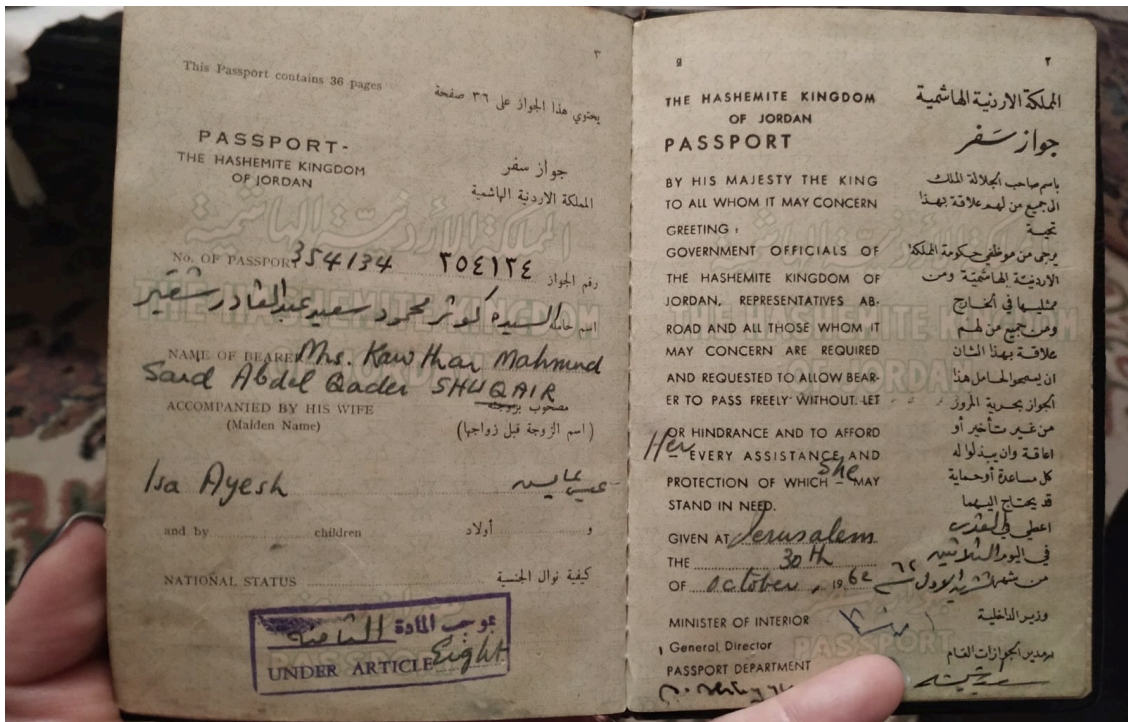 ٣
This Passport contains 36 pages
يحتوي هذا الجواز على ٣٦ صفحة
PASSPORT-
THE HASHEMITE KINGDOM
OF JORDAN
جواز سفر
المملكة الاردنية الهاشمية
No. OF PASSPORT 354134 ٣٥٤١٣٤ رقم الجواز
السيدة كوثر محمود سعيد عبد القادر شقير اسم حامله
NAME OF BEARER Mrs. Kawthar Mahmud
Said Abdel Qader SHUQAIR
ACCOMPANIED BY HIS WIFE مصحوب بزوجته
(Maiden Name) (اسم الزوجة قبل زواجها)
Isa Ayesh عيسى عايش
and by children و أولاد
NATIONAL STATUS كيفية نوال الجنسية
بموجب المادة الثامنة
UNDER ARTICLE Eight
٢
THE HASHEMITE KINGDOM
OF JORDAN
PASSPORT
BY HIS MAJESTY THE KING
TO ALL WHOM IT MAY CONCERN
GREETING :
GOVERNMENT OFFICIALS OF
THE HASHEMITE KINGDOM OF
JORDAN, REPRESENTATIVES AB-
ROAD AND ALL THOSE WHOM IT
MAY CONCERN ARE REQUIRED
AND REQUESTED TO ALLOW BEAR-
ER TO PASS FREELY WITHOUT LET
OR HINDRANCE AND TO AFFORD
Her EVERY ASSISTANCE AND
PROTECTION OF WHICH She MAY
STAND IN NEED.
GIVEN AT Jerusalem
THE 30th
OF October, 1962
MINISTER OF INTERIOR
General Director
PASSPORT DEPARTMENT
المملكة الاردنية الهاشمية
جواز سفر
باسم صاحب الجلالة الملك
الى جميع من لهم علاقة بهذا
تحية
يرجى من موظفي حكومة المملكة
الاردنية الهاشمية ومن
ممثليها في الخارج
ومن جميع من لهم
علاقة بهذا الشان
ان يسمحوا لحامل هذا
الجواز بحرية المرور
من غير تأخير أو
اعاقة وان يبذلوا له
كل مساعدة أو حماية
قد يحتاج اليهما
اعطي في القدس
في اليوم الثلاثين
من شهر تشرين الاول ٦٢
وزير الداخلية
مدير الجوازات العام